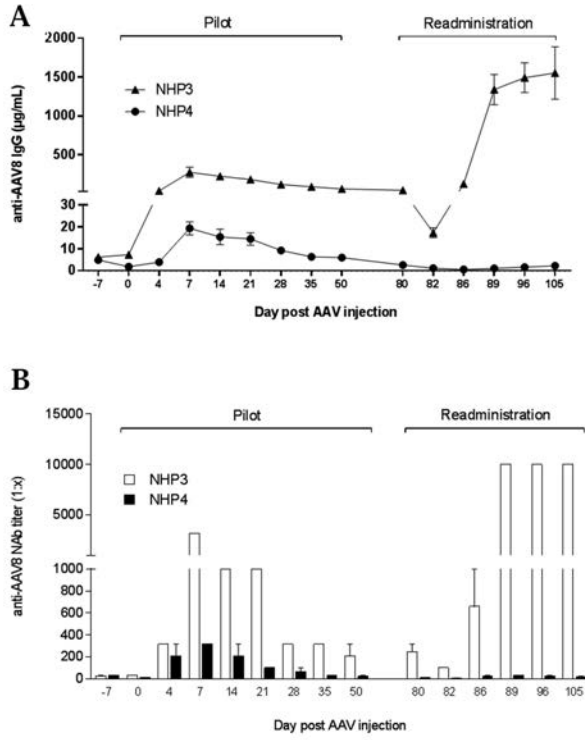 A
Pilot
Readministration
2000
1500
1000
500
30
20
10
0
anti-AAV8 IgG (µg/mL)
NHP3
NHP4
-7 0 4 7 14 21 28 35 50 80 82 86 89 96 105
Day post AAV injection
B
Pilot
Readministration
15000
10000
5000
1000
800
600
400
200
0
anti-AAV8 NAb titer (1:x)
NHP3
NHP4
-7 0 4 7 14 21 28 35 50 80 82 86 89 96 105
Day post AAV injection